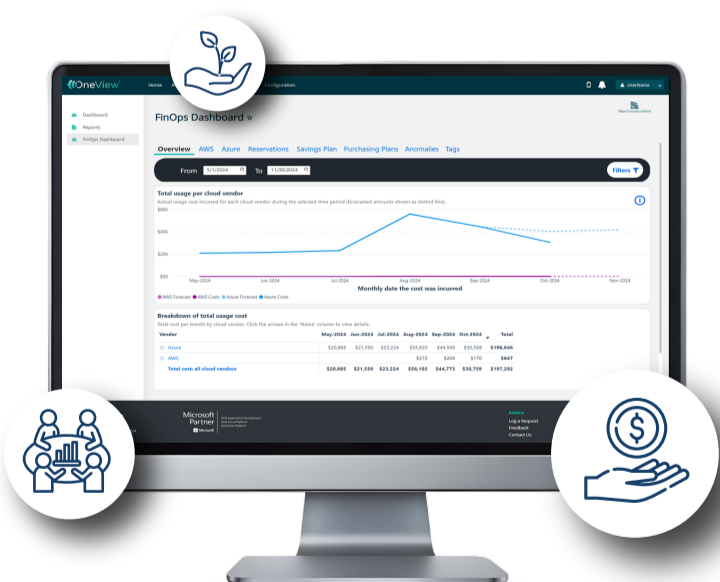 OneView
Home
Configuration
UserName
Your Company Name
Dashboard
Reports
FinOps Dashboard
FinOps Dashboard
Overview AWS Azure Reservations Savings Plan Purchasing Plans Anomalies Tags
From 5/1/2024 To 11/30/2024 Filters
Total usage per cloud vendor
Actual usage cost incurred for each cloud vendor during the selected time period (forecasted amounts shown as dotted line).
$60K
$40K
$20K
$0K
May-2024 Jun-2024 Jul-2024 Aug-2024 Sep-2024 Oct-2024 Nov-2024
Monthly date the cost was incurred
AWS Forecast AWS Costs Azure Forecast Azure Costs
Breakdown of total usage cost
Total cost per month by cloud vendor. Click the arrows in the 'Name' column to view details.
Vendor May-2024 Jun-2024 Jul-2024 Aug-2024 Sep-2024 Oct-2024 Total
Azure $20,885 $21,550 $23,224 $55,830 $44,569 $30,588 $196,646
AWS $272 $204 $170 $647
Total cost: all cloud vendors $20,885 $21,550 $23,224 $56,102 $44,773 $30,759 $197,292
Microsoft
Partner
Microsoft
Actions
Log a Request
Feedback
Contact Us
$